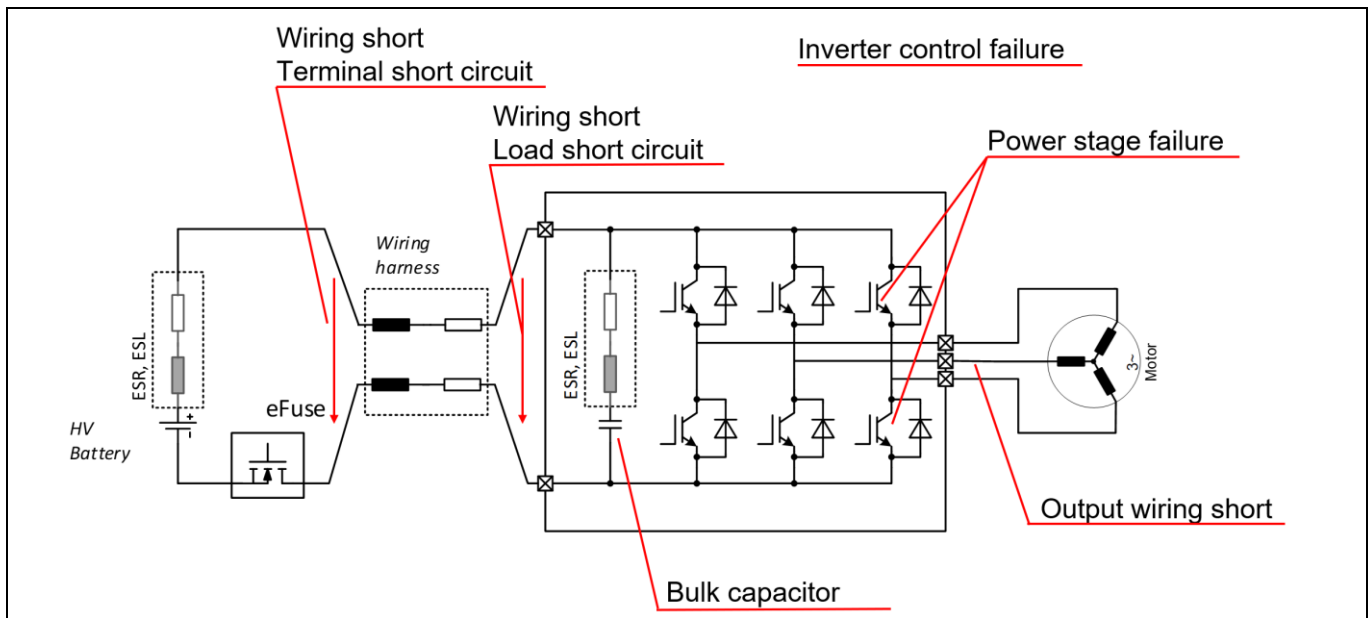 Wiring short
Terminal short circuit
Inverter control failure
Wiring short
Load short circuit
Power stage failure
Wiring
harness
ESR, ESL
ESR, ESL
eFuse
+
-
HV
Battery
3~
Motor
Output wiring short
Bulk capacitor